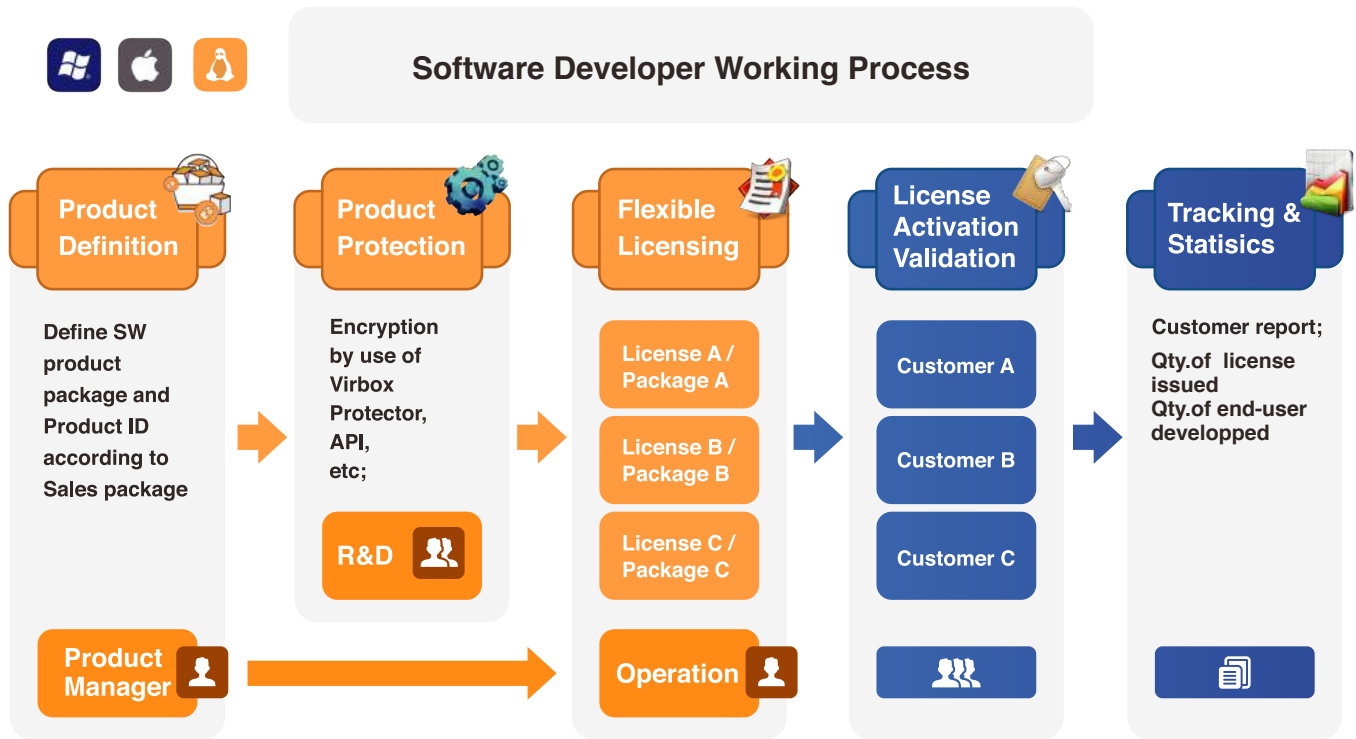 Software Developer Working Process
Product
Definition
Define SW
product
package and
Product ID
according to
Sales package
Product
Manager
Product
Protection
Encryption
by use of
Virbox
Protector,
API,
etc;
R&D
Flexible
Licensing
License A /
Package A
License B /
Package B
License C /
Package C
Operation
License
Activation
Validation
Customer A
Customer B
Customer C
Tracking &
Statisics
Customer report;
Qty.of license
issued
Qty.of end-user
developped